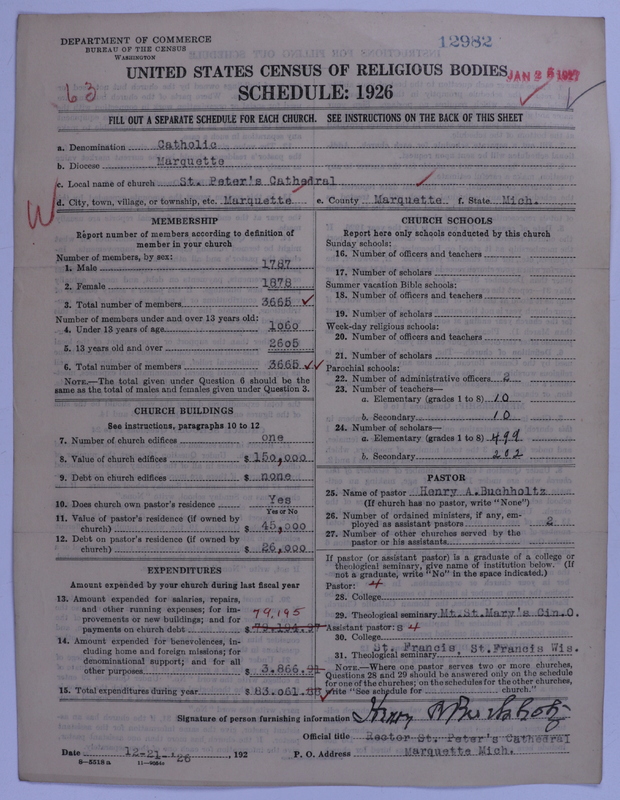 DEPARTMENT OF COMMERCE
BUREAU OF THE CENSUS
WASHINGTON
12982
UNITED STATES CENSUS OF RELIGIOUS BODIES
JAN 26 1927
63
SCHEDULE: 1926
FILL OUT A SEPARATE SCHEDULE FOR EACH CHURCH. SEE INSTRUCTIONS ON THE BACK OF THIS SHEET
a. Denomination Catholic
b. Diocese Marquette
c. Local name of church St. Peter's Cathedral
W
d. City, town, village, or township, etc. Marquette e. County Marquette f. State Mich.
MEMBERSHIP
Report number of members according to definition of
member in your church
Number of members, by sex:
1. Male 1787
2. Female 1878
3. Total number of members 3665
Number of members under and over 13 years old:
4. Under 13 years of age 1060
5. 13 years old and over 2605
6. Total number of members 3665
NOTE.—The total given under Question 6 should be the
same as the total of males and females given under Question 3.
CHURCH BUILDINGS
See instructions, paragraphs 10 to 12
7. Number of church edifices one
8. Value of church edifices $ 150,000
9. Debt on church edifices $ none
10. Does church own pastor's residence Yes
Yes or No
11. Value of pastor's residence (if owned by
church) $ 45,000
12. Debt on pastor's residence (if owned by
church) $ 26,000
EXPENDITURES
Amount expended by your church during last fiscal year
13. Amount expended for salaries, repairs,
and other running expenses; for im-
provements or new buildings; and for
79,195
payments on church debt $ 79,194.97
14. Amount expended for benevolences, in-
cluding home and foreign missions; for
denominational support; and for all
other purposes $ 3,866.91
15. Total expenditures during year $ 83,061.88
CHURCH SCHOOLS
Report here only schools conducted by this church
Sunday schools:
16. Number of officers and teachers
17. Number of scholars
Summer vacation Bible schools:
18. Number of officers and teachers
19. Number of scholars
Week-day religious schools:
20. Number of officers and teachers
21. Number of scholars
Parochial schools:
22. Number of administrative officers 2
23. Number of teachers—
a. Elementary (grades 1 to 8) 10
b. Secondary 10
24. Number of scholars—
a. Elementary (grades 1 to 8) 499
b. Secondary 202
PASTOR
25. Name of pastor Henry A.Buchholtz
(If church has no pastor, write "None")
26. Number of ordained ministers, if any, em-
ployed as assistant pastors 2
27. Number of other churches served by the
pastor or his assistants
If pastor (or assistant pastor) is a graduate of a college or
theological seminary, give name of institution below. (If
not a graduate, write "No" in the space indicated.)
Pastor: 4
28. College
29. Theological seminary Mt.St.Mary's Cin.O.
Assistant pastor: s 4
30. College
31. Theological seminary St. Francis, St.Francis Wis.
NOTE.—Where one pastor serves two or more churches,
Questions 28 and 29 should be answered only on the schedule
for one of the churches; on the schedules for the other churches,
write "See schedule for church."
Signature of person furnishing information Henry A Buchholtz
Official title Rector St. Peter's Cathedral
Date 12-21-'26, 192 P. O. Address Marquette Mich.
8-5518a